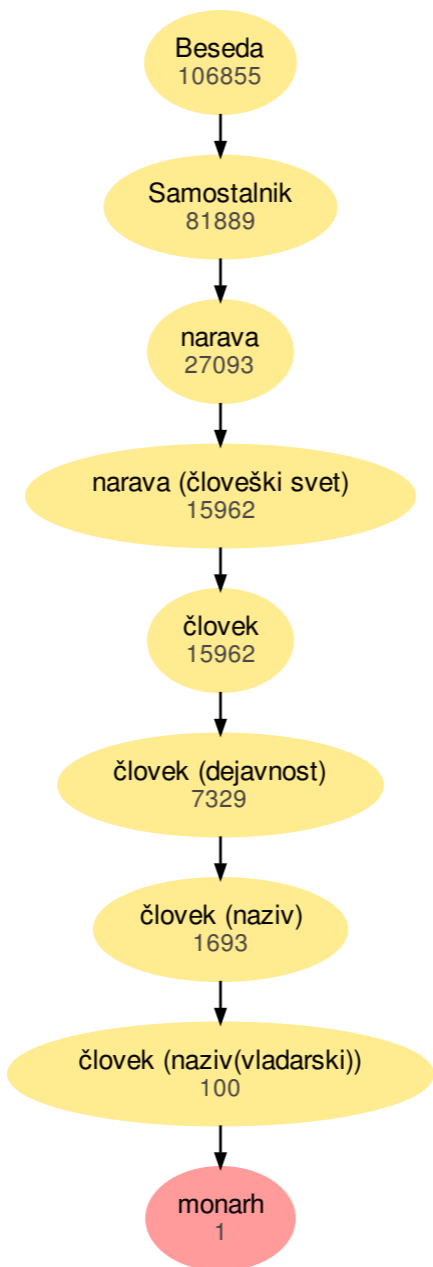 Beseda
106855
Samostalnik
81889
narava
27093
narava (človeški svet)
15962
človek
15962
človek (dejavnost)
7329
človek (naziv)
1693
človek (naziv(vladarski))
100
monarh
1